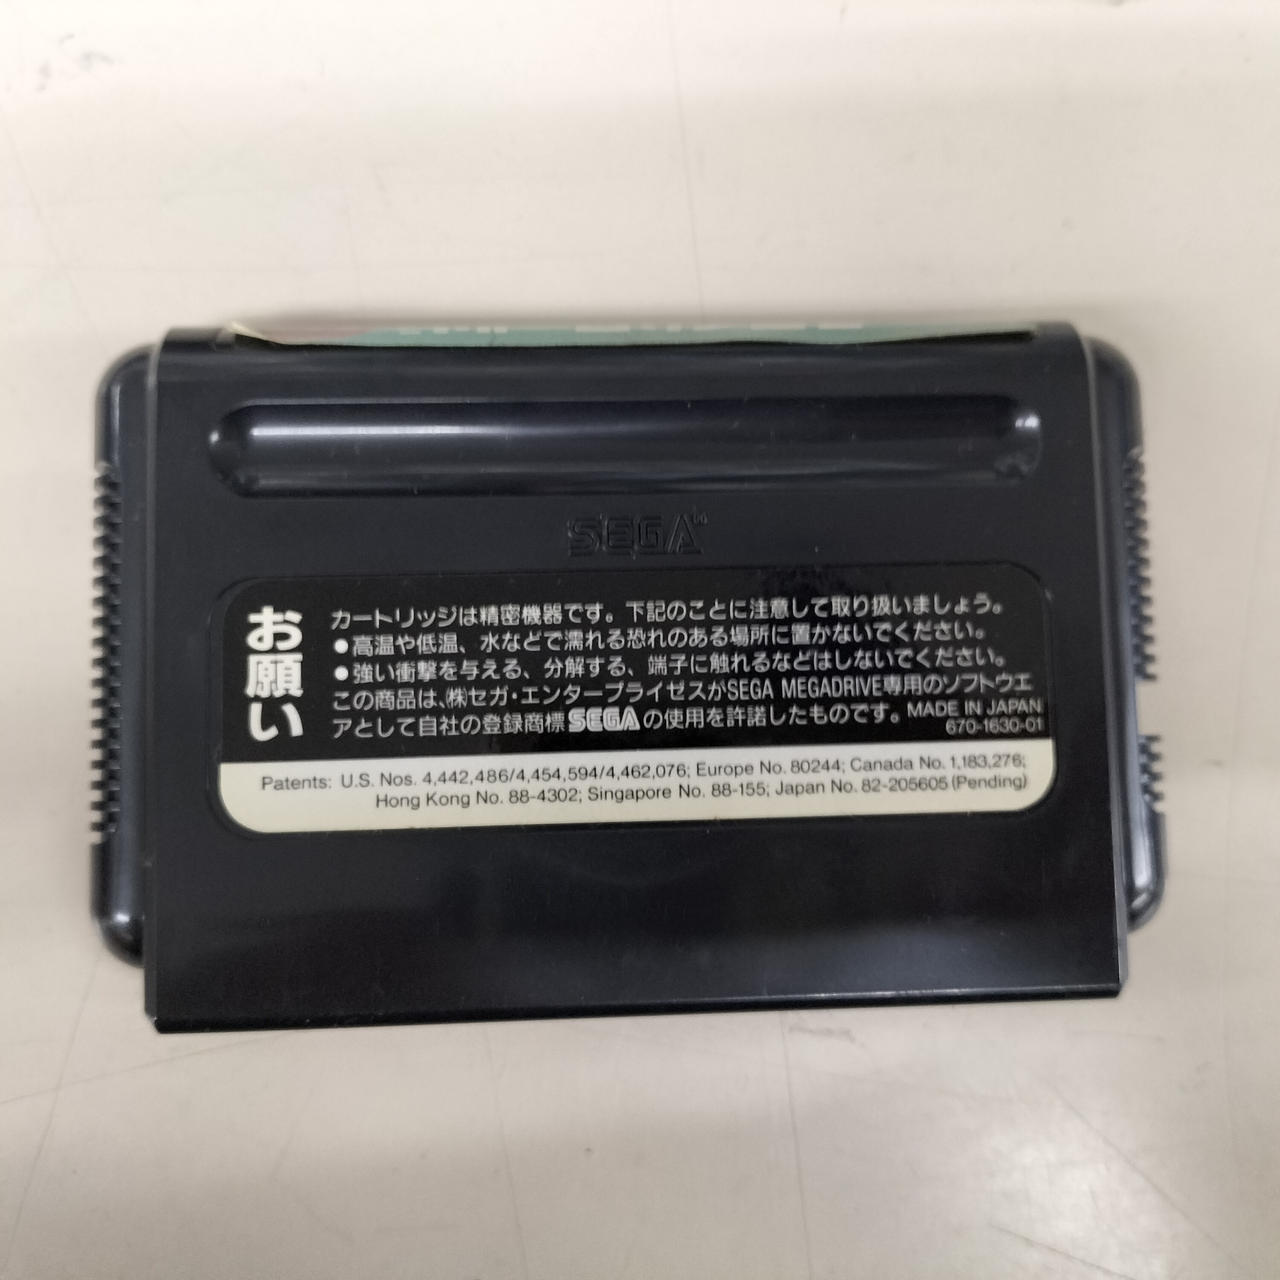 SEGA
お願い
カートリッジは精密機器です。下記のことに注意して取り扱いましょう。
●高温や低温、水などで濡れる恐れのある場所に置かないでください。
●強い衝撃を与える、分解する、端子に触れるなどはしないでください。
この商品は、㈱セガ・エンタープライゼスがSEGA MEGADRIVE専用のソフトウエ
アとして自社の登録商標SEGAの使用を許諾したものです。 MADE IN JAPAN
670-1630-01
Patents: U.S. Nos. 4,442,486/4,454,594/4,462,076; Europe No. 80244; Canada No. 1,183,276;
Hong Kong No. 88-4302; Singapore No. 88-155; Japan No. 82-205605 (Pending)